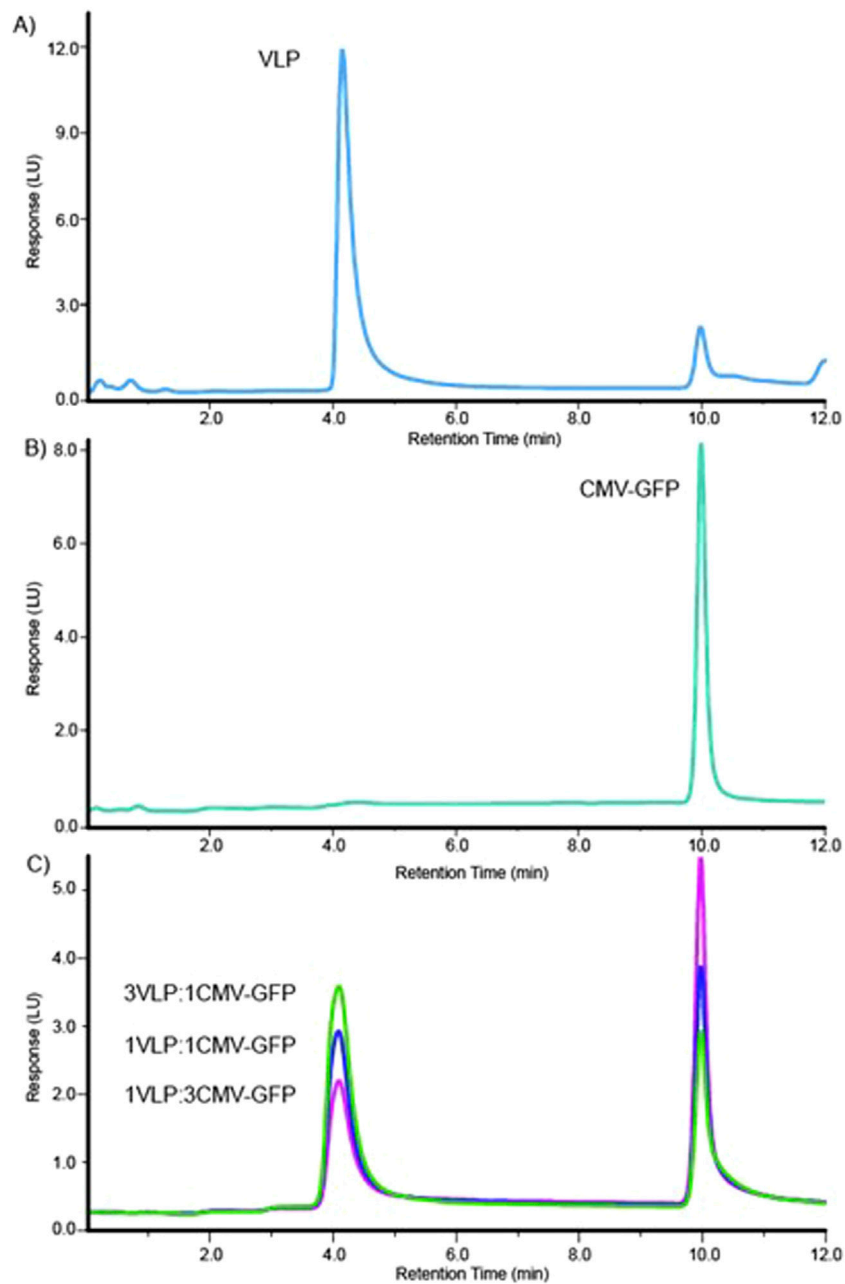 A)
VLP
12.0
9.0
6.0
3.0
0.0
Response (LU)
2.0 4.0 6.0 8.0 10.0 12.0
Retention Time (min)
B)
CMV-GFP
8.0
6.0
4.0
2.0
0.0
Response (LU)
2.0 4.0 6.0 8.0 10.0 12.0
Retention Time (min)
C)
5.0
4.0
3.0
2.0
1.0
0.0
Response (LU)
3VLP:1CMV-GFP
1VLP:1CMV-GFP
1VLP:3CMV-GFP
2.0 4.0 6.0 8.0 10.0 12.0
Retention Time (min)